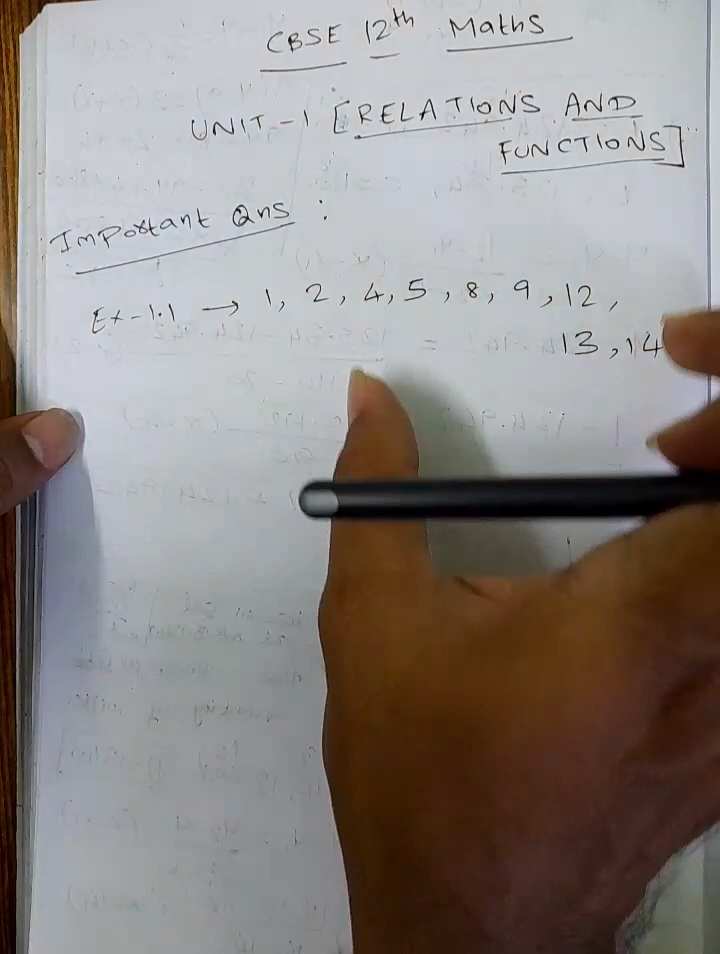 CBSE 12th Maths
UNIT-1 [RELATIONS AND
FUNCTIONS]
Important Qns :
Ex-1.1 → 1, 2, 4, 5, 8, 9, 12,
13, 14